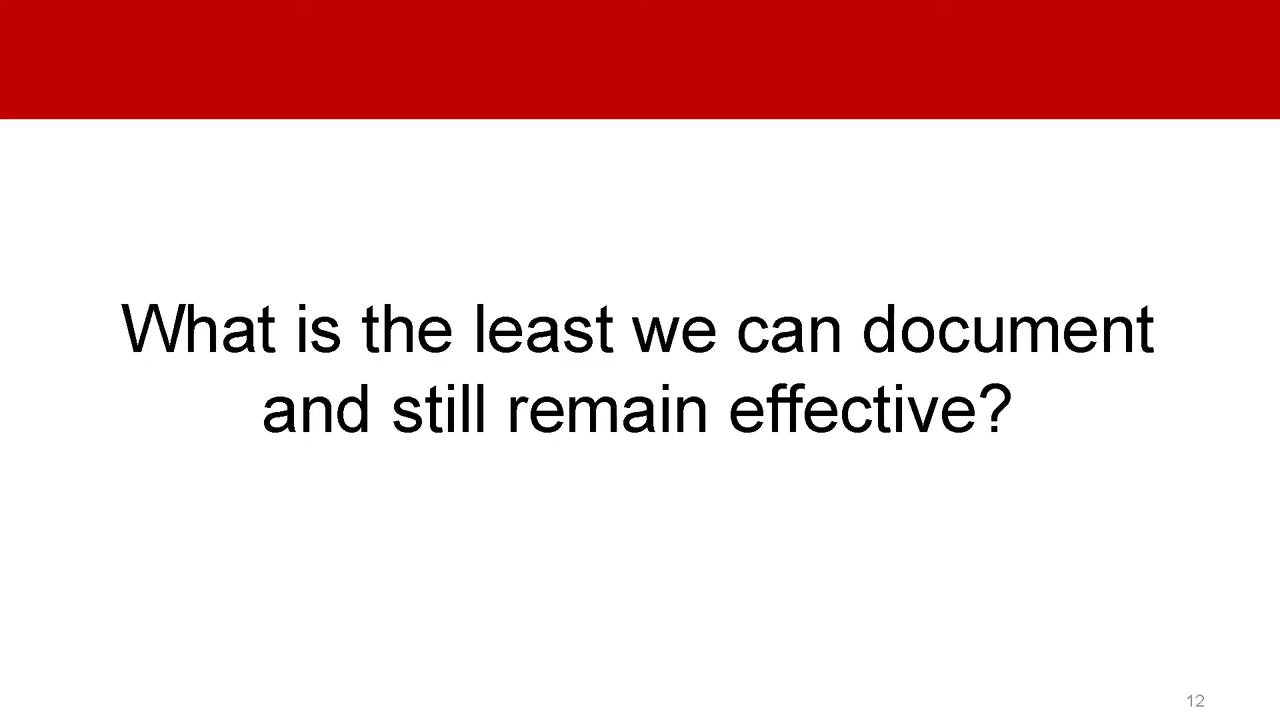 What is the least we can document
and still remain effective?
12